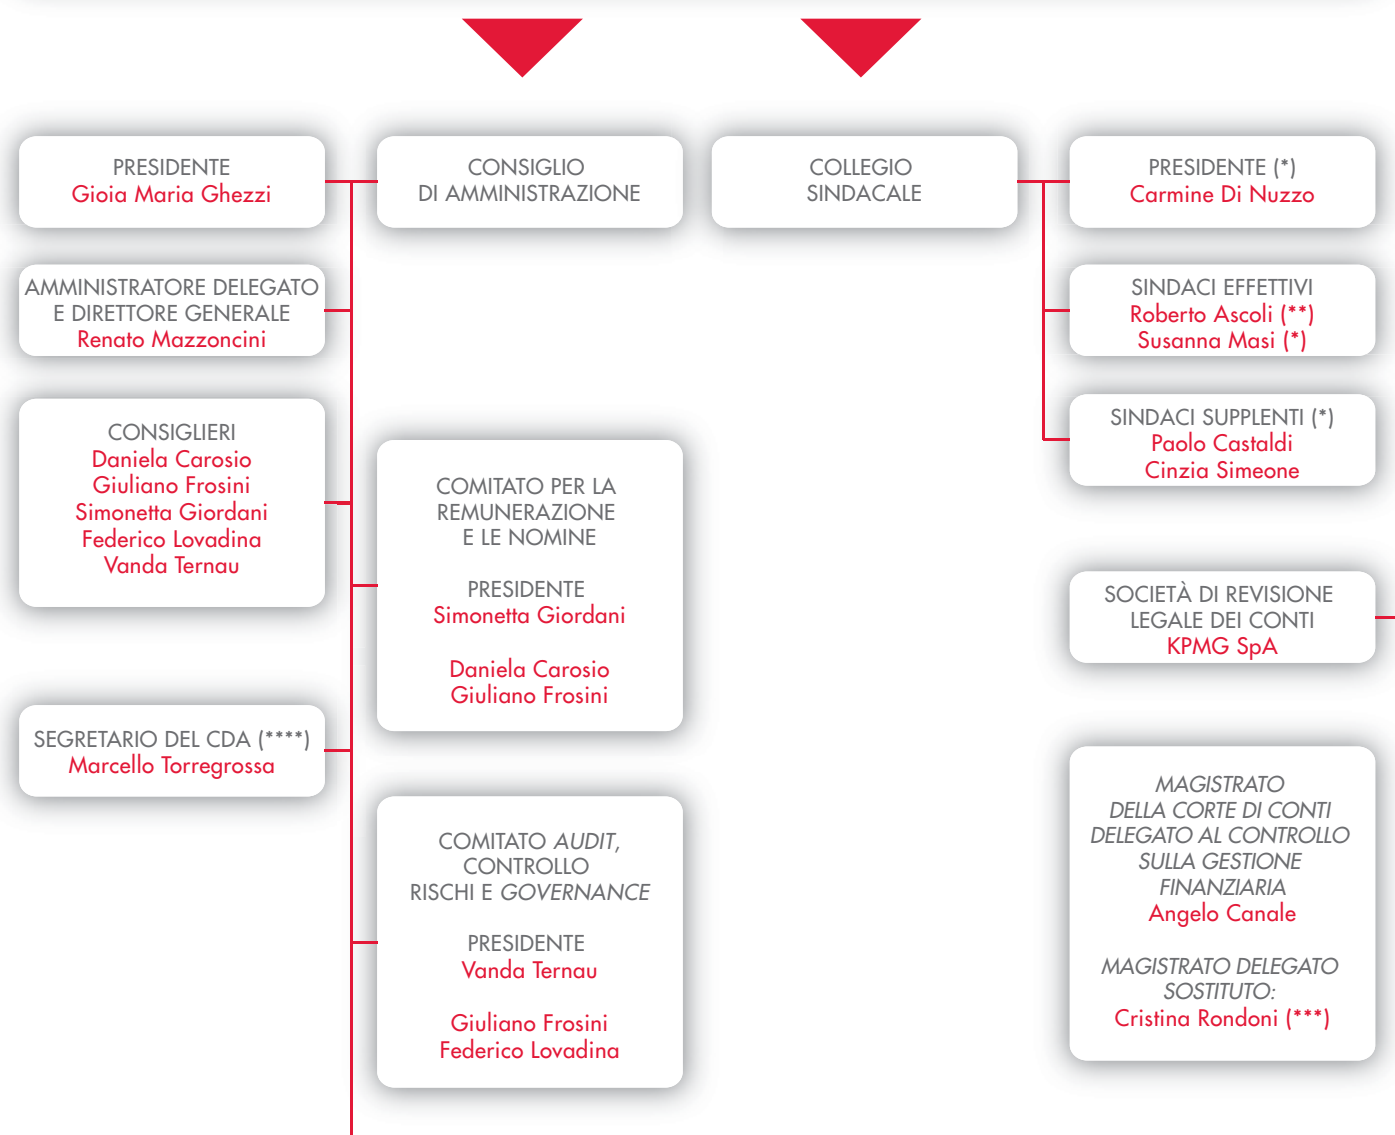 PRESIDENTE
Gioia Maria Ghezzi
CONSIGLIO
DI AMMINISTRAZIONE
COLLEGIO
SINDACALE
PRESIDENTE (*)
Carmine Di Nuzzo
AMMINISTRATORE DELEGATO
E DIRETTORE GENERALE
Renato Mazzoncini
SINDACI EFFETTIVI
Roberto Ascoli (**)
Susanna Masi (*)
CONSIGLIERI
Daniela Carosio
Giuliano Frosini
Simonetta Giordani
Federico Lovadina
Vanda Ternau
SINDACI SUPPLENTI (*)
Paolo Castaldi
Cinzia Simeone
COMITATO PER LA
REMUNERAZIONE
E LE NOMINE
PRESIDENTE
Simonetta Giordani
Daniela Carosio
Giuliano Frosini
SOCIETÀ DI REVISIONE
LEGALE DEI CONTI
KPMG SpA
SEGRETARIO DEL CDA (****)
Marcello Torregrossa
COMITATO AUDIT,
CONTROLLO
RISCHI E GOVERNANCE
PRESIDENTE
Vanda Ternau
Giuliano Frosini
Federico Lovadina
MAGISTRATO
DELLA CORTE DI CONTI
DELEGATO AL CONTROLLO
SULLA GESTIONE
FINANZIARIA
Angelo Canale
MAGISTRATO DELEGATO
SOSTITUTO:
Cristina Rondoni (***)